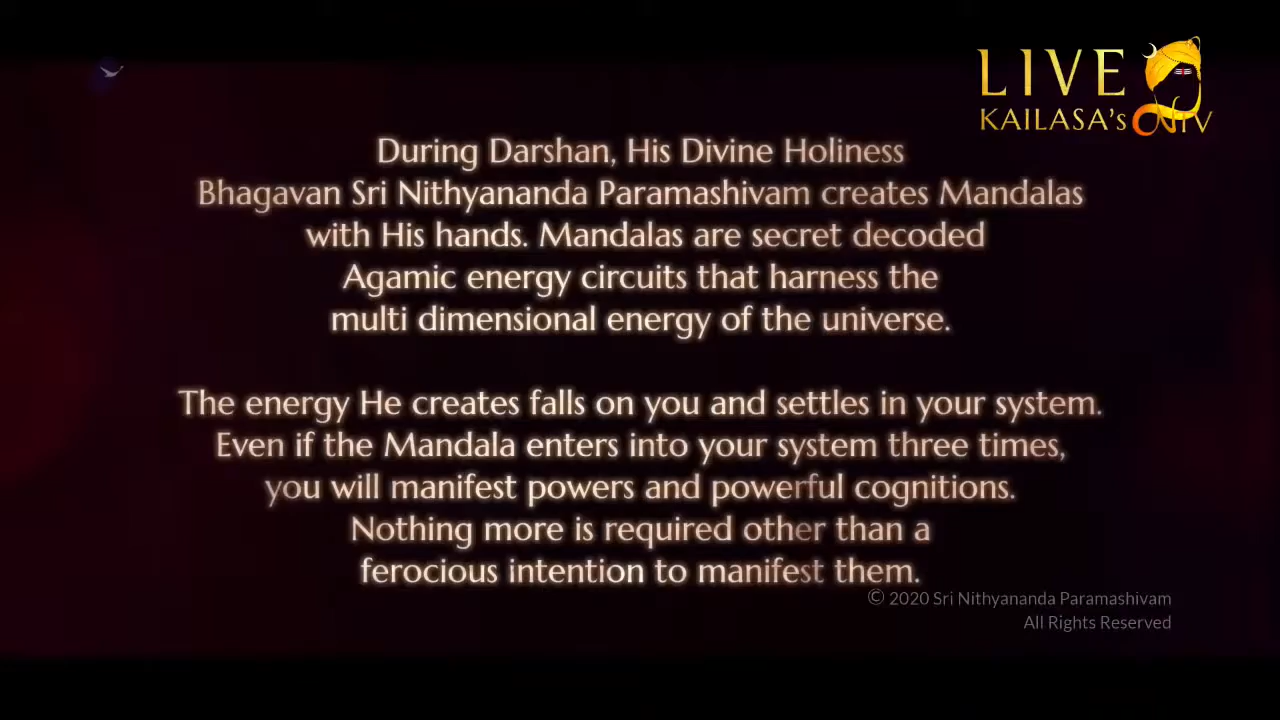 LIVE
KAILASA's NTV
During Darshan, His Divine Holiness
Bhagavan Sri Nithyananda Paramashivam creates Mandalas
with His hands. Mandalas are secret decoded
Agamic energy circuits that harness the
multi dimensional energy of the universe.
The energy He creates falls on you and settles in your system.
Even if the Mandala enters into your system three times,
you will manifest powers and powerful cognitions.
Nothing more is required other than a
ferocious intention to manifest them.
© 2020 Sri Nithyananda Paramashivam
All Rights Reserved